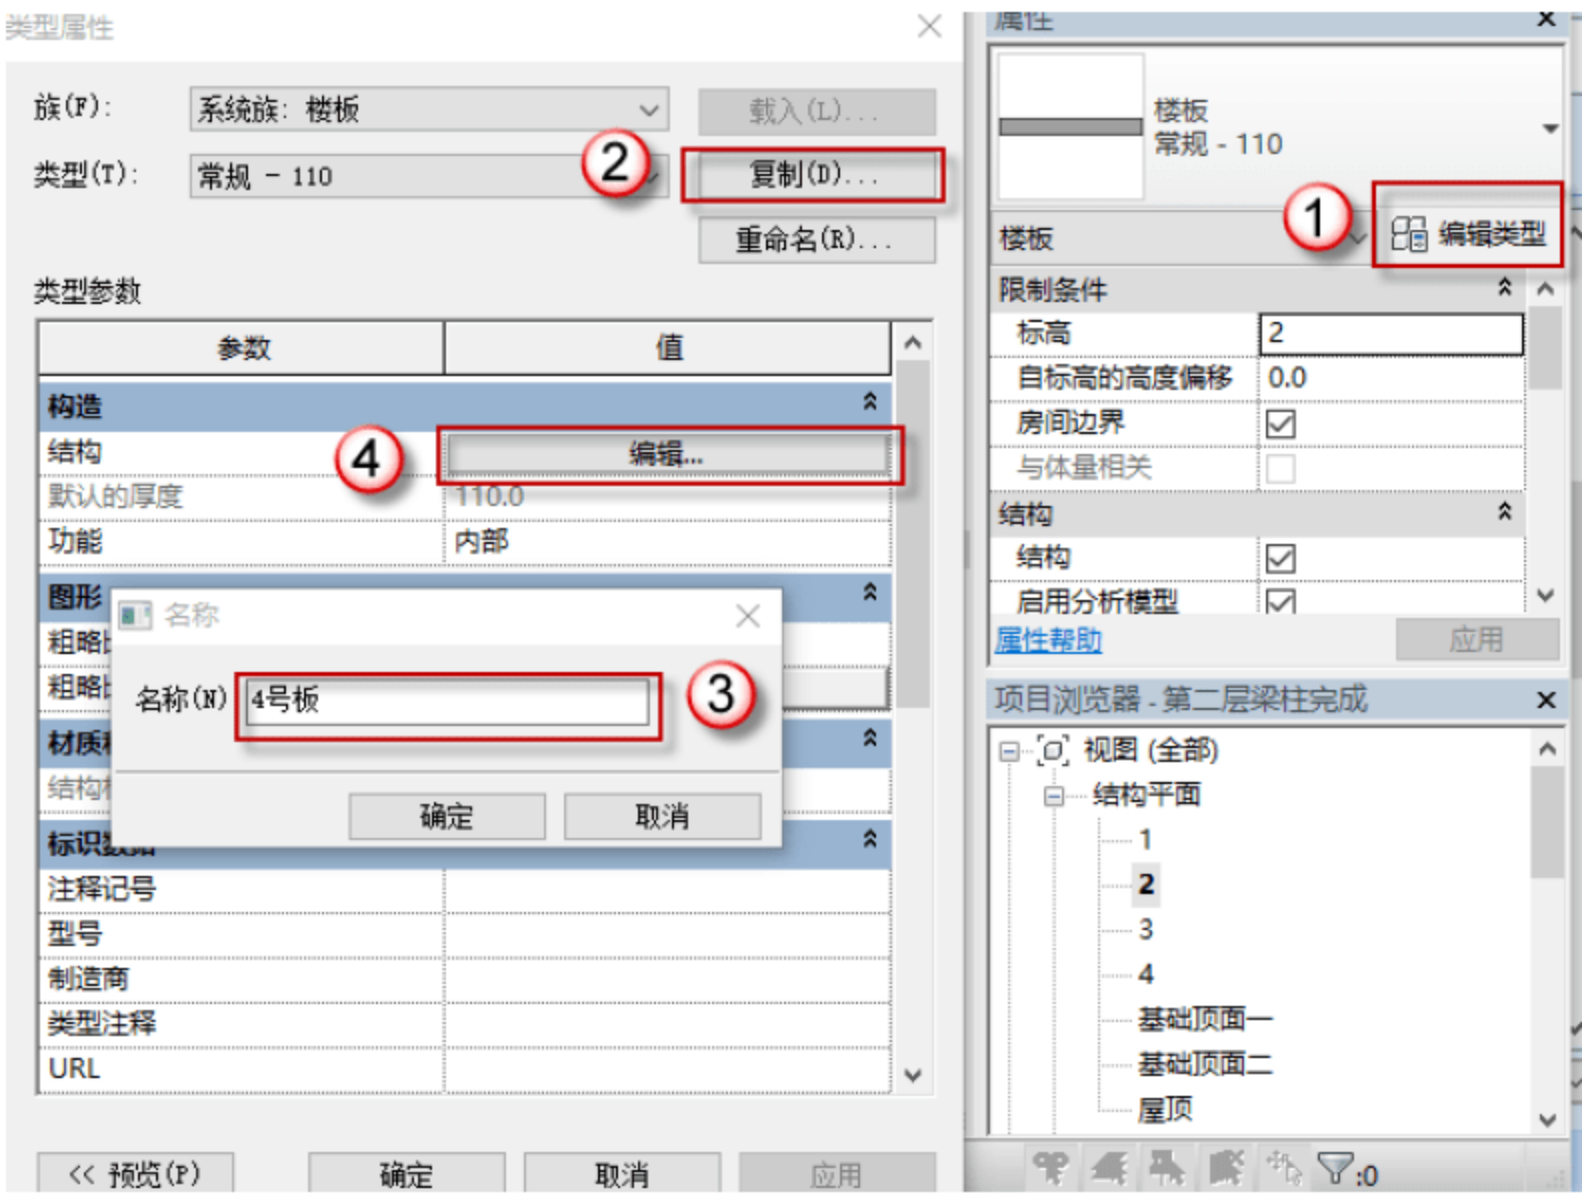 类型属性
族(F):
系统族: 楼板
载入(L)...
2
类型(T):
常规 - 110
复制(D)...
重命名(R)...
类型参数
参数
值
构造
结构
4
编辑...
默认的厚度
110.0
功能
内部
图形
粗略
粗略
材质
结构
标识数据
注释记号
型号
制造商
类型注释
URL
名称
名称(N)
4号板
3
确定
取消
<< 预览(P)
确定
取消
应用
属性
楼板
常规 - 110
1
楼板
编辑类型
限制条件
标高
2
自标高的高度偏移
0.0
房间边界
与体量相关
结构
结构
启用分析模型
属性帮助
应用
项目浏览器 - 第二层梁柱完成
视图 (全部)
结构平面
1
2
3
4
基础顶面一
基础顶面二
屋顶
:0